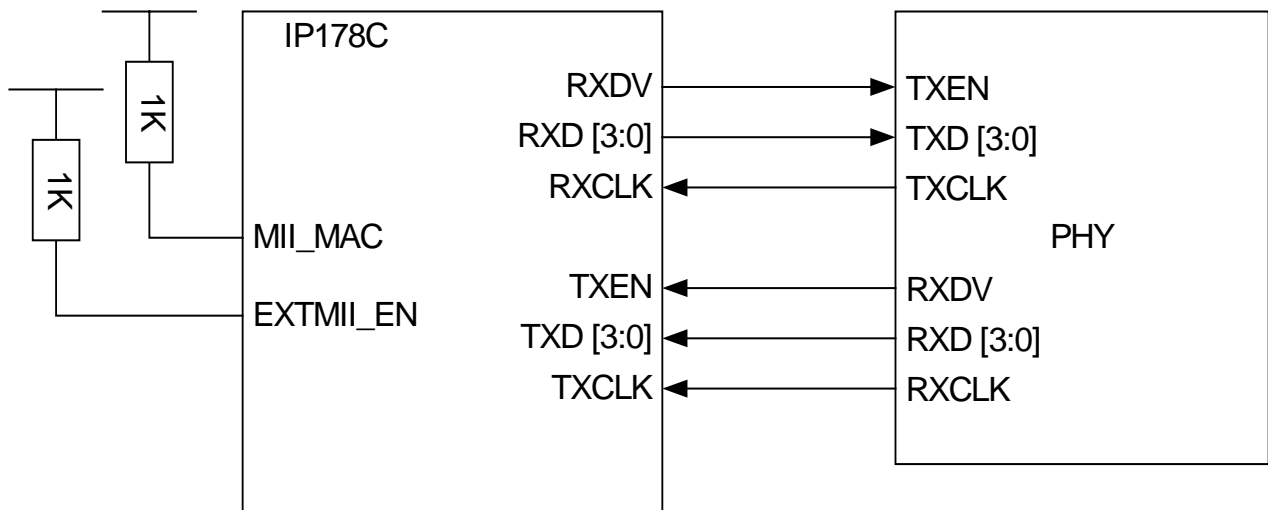 IP178C
1K
1K
MII_MAC
EXTMII_EN
RXDV
RXD [3:0]
RXCLK
TXEN
TXD [3:0]
TXCLK
TXEN
TXD [3:0]
TXCLK
PHY
RXDV
RXD [3:0]
RXCLK